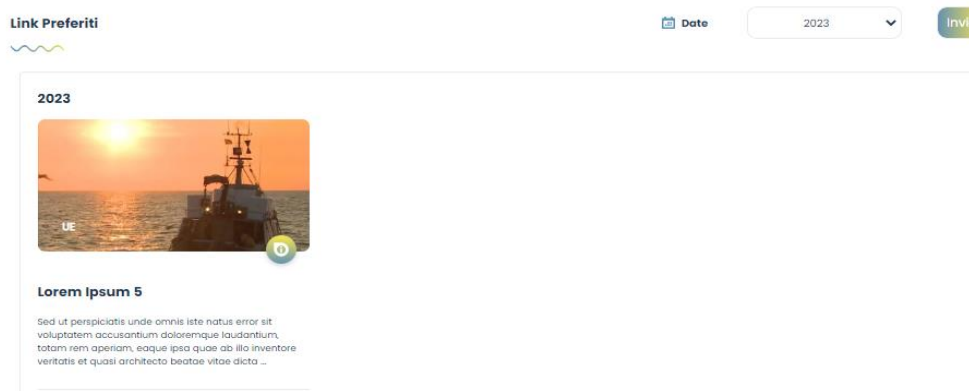 Link Preferiti
Date
2023
Invi
2023
UE
Lorem Ipsum 5
Sed ut perspiciatis unde omnis iste natus error sit
voluptatem accusantium doloremque laudantium,
totam rem aperiam, eaque ipsa quae ab illo inventore
veritatis et quasi architecto beatae vitae dicta ...